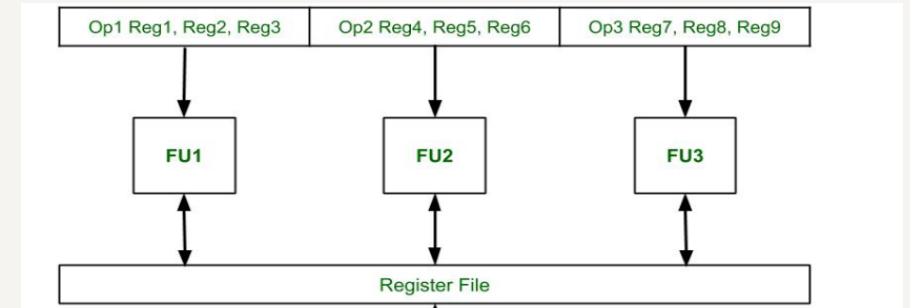 Op1 Reg1, Reg2, Reg3 Op2 Reg4, Reg5, Reg6 Op3 Reg7, Reg8, Reg9
FU1 FU2 FU3
Register File